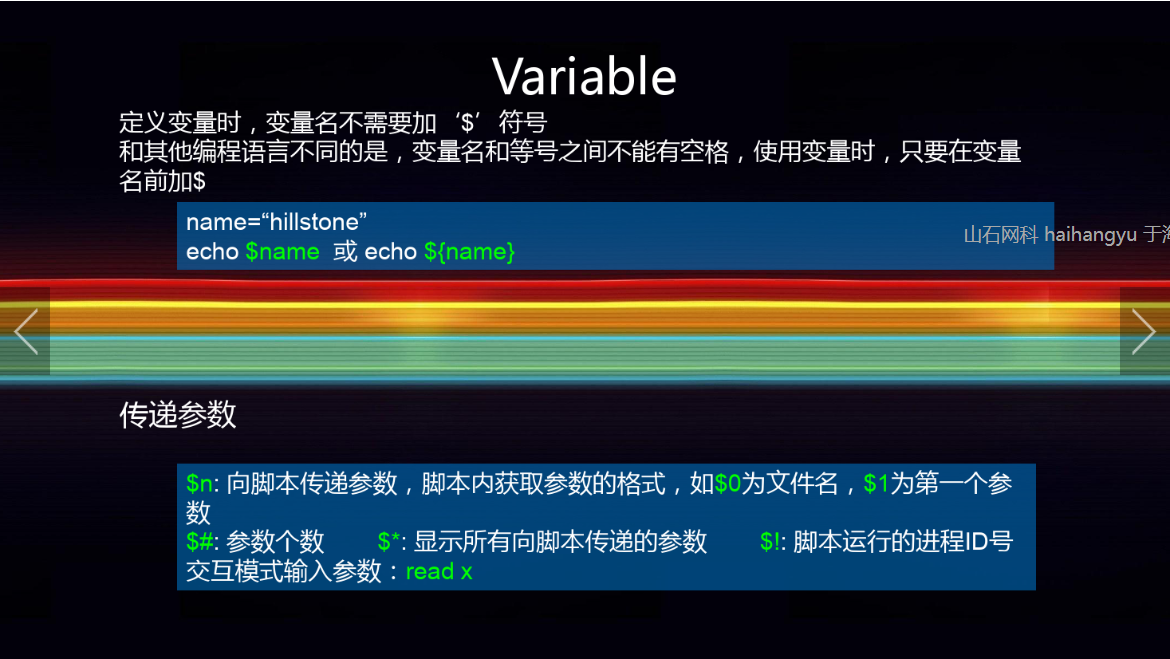 Variable
定义变量时，变量名不需要加‘$’符号
和其他编程语言不同的是，变量名和等号之间不能有空格，使用变量时，只要在变量
名前加$
name=“hillstone”
echo $name 或 echo ${name}
山石网科 haihangyu 于海
传递参数
$n: 向脚本传递参数，脚本内获取参数的格式，如$0为文件名，$1为第一个参
数
$#: 参数个数 $*: 显示所有向脚本传递的参数 $!: 脚本运行的进程ID号
交互模式输入参数：read x